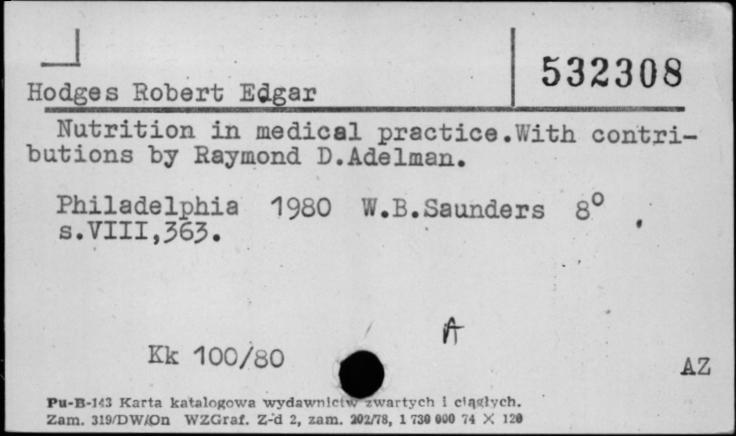 532308
Hodges Robert Edgar
Nutrition in medical practice.With contri-
butions by Raymond D.Adelman.
Philadelphia 1980 W.B.Saunders 8°
s.VIII,363.
A
Kk 100/80
AZ
Pu-B-143 Karta katalogowa wydawnictw zwartych i ciągłych.
Zam. 319/DW/On WZGraf. Z-d 2, zam. 202/78, 1 730 000 74 X 120